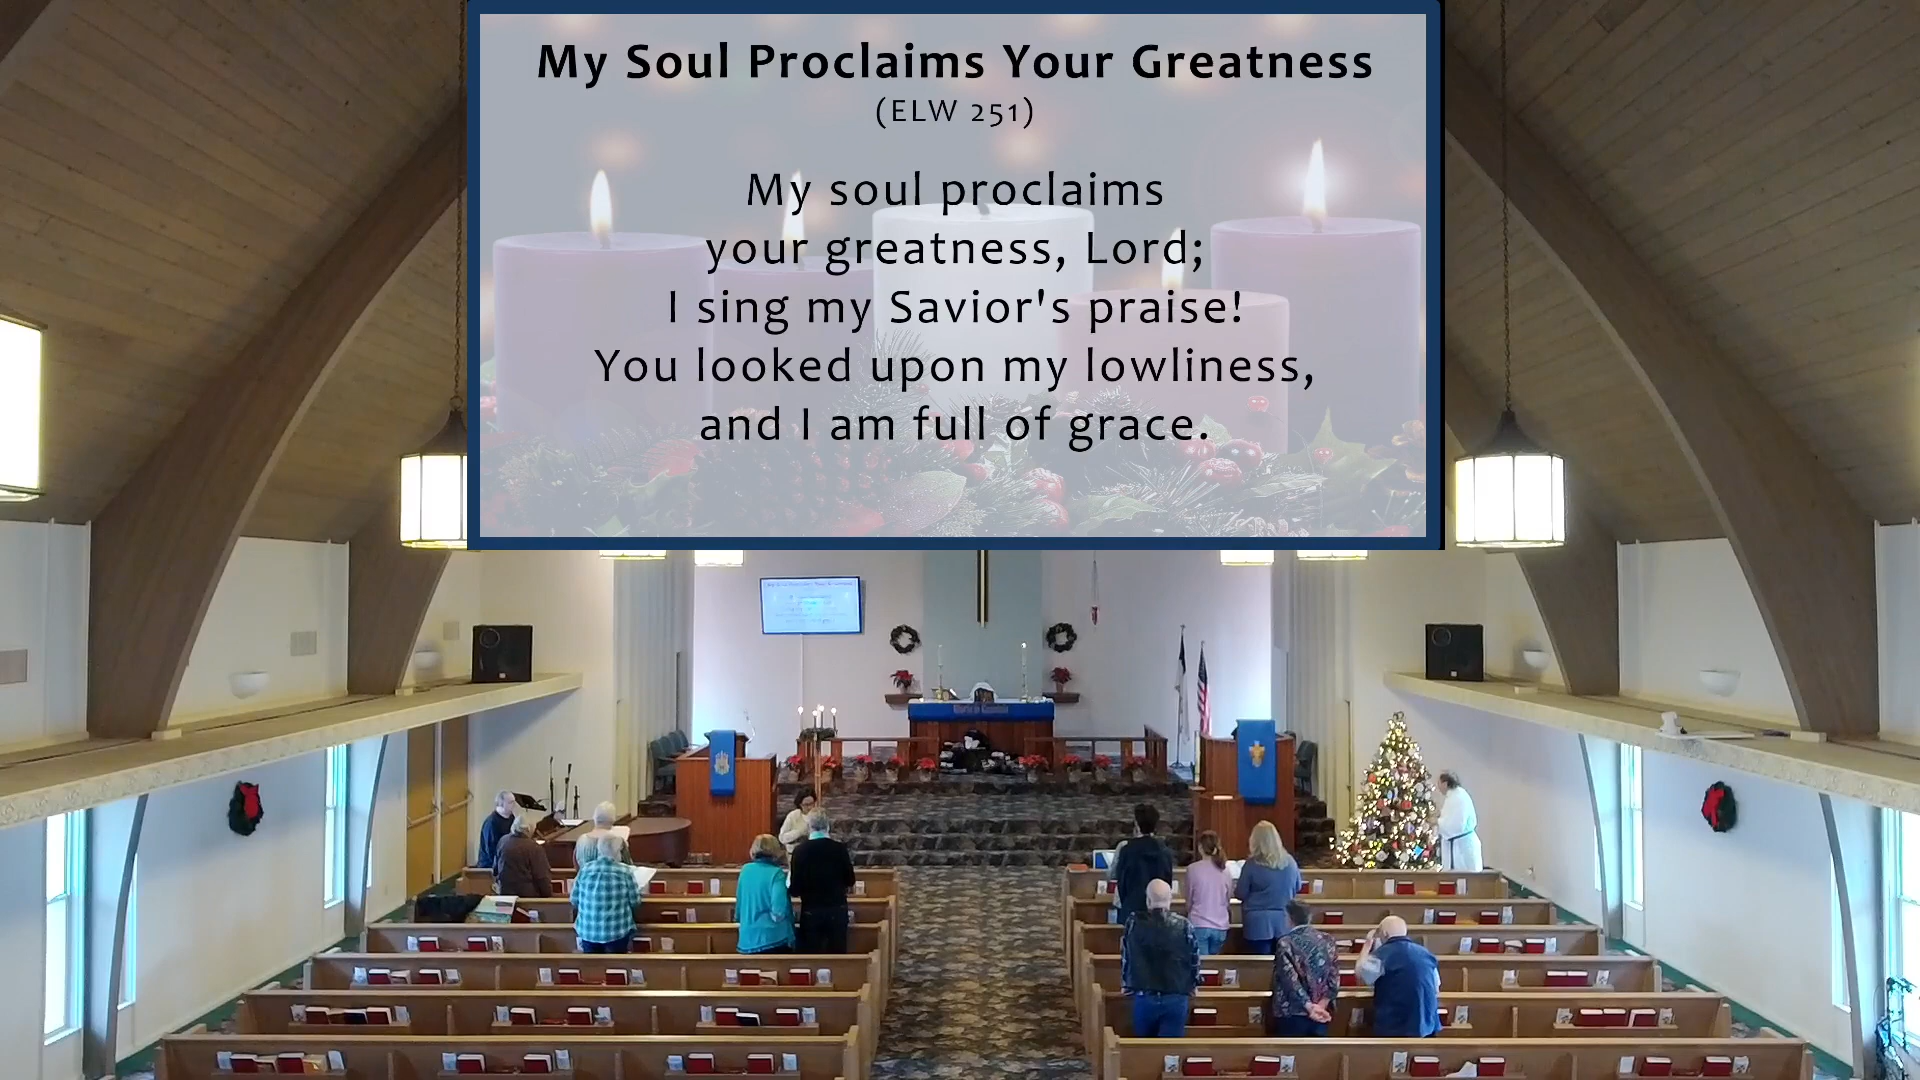 My Soul Proclaims Your Greatness
(ELW 251)
My soul proclaims
your greatness, Lord;
I sing my Savior's praise!
You looked upon my lowliness,
and I am full of grace.